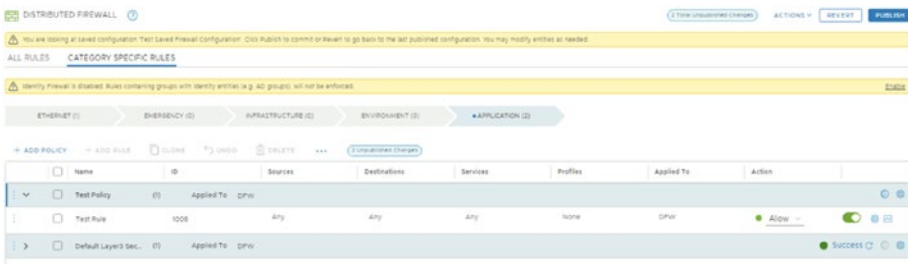 DISTRIBUTED FIREWALL
2 Total Unpublished Changes ACTIONS REVERT PUBLISH
You are looking at saved configuration 'Test Saved Firewall Configuration'. Click Publish to commit or Revert to go back to the last published configuration. You may modify entities as needed.
ALL RULES CATEGORY SPECIFIC RULES
Identity Firewall is disabled. Rules containing groups with identity entities (e.g. AD groups), will not be enforced. Enable
ETHERNET (1) EMERGENCY (0) INFRASTRUCTURE (0) ENVIRONMENT (0) APPLICATION (2)
+ ADD POLICY + ADD RULE CLONE UNDO DELETE ... 2 Unpublished Changes
Name ID Sources Destinations Services Profiles Applied To Action
Test Policy (1) Applied To DFW
Test Rule 1008 Any Any Any None DFW Allow
Default Layer3 Sec... (1) Applied To DFW Success